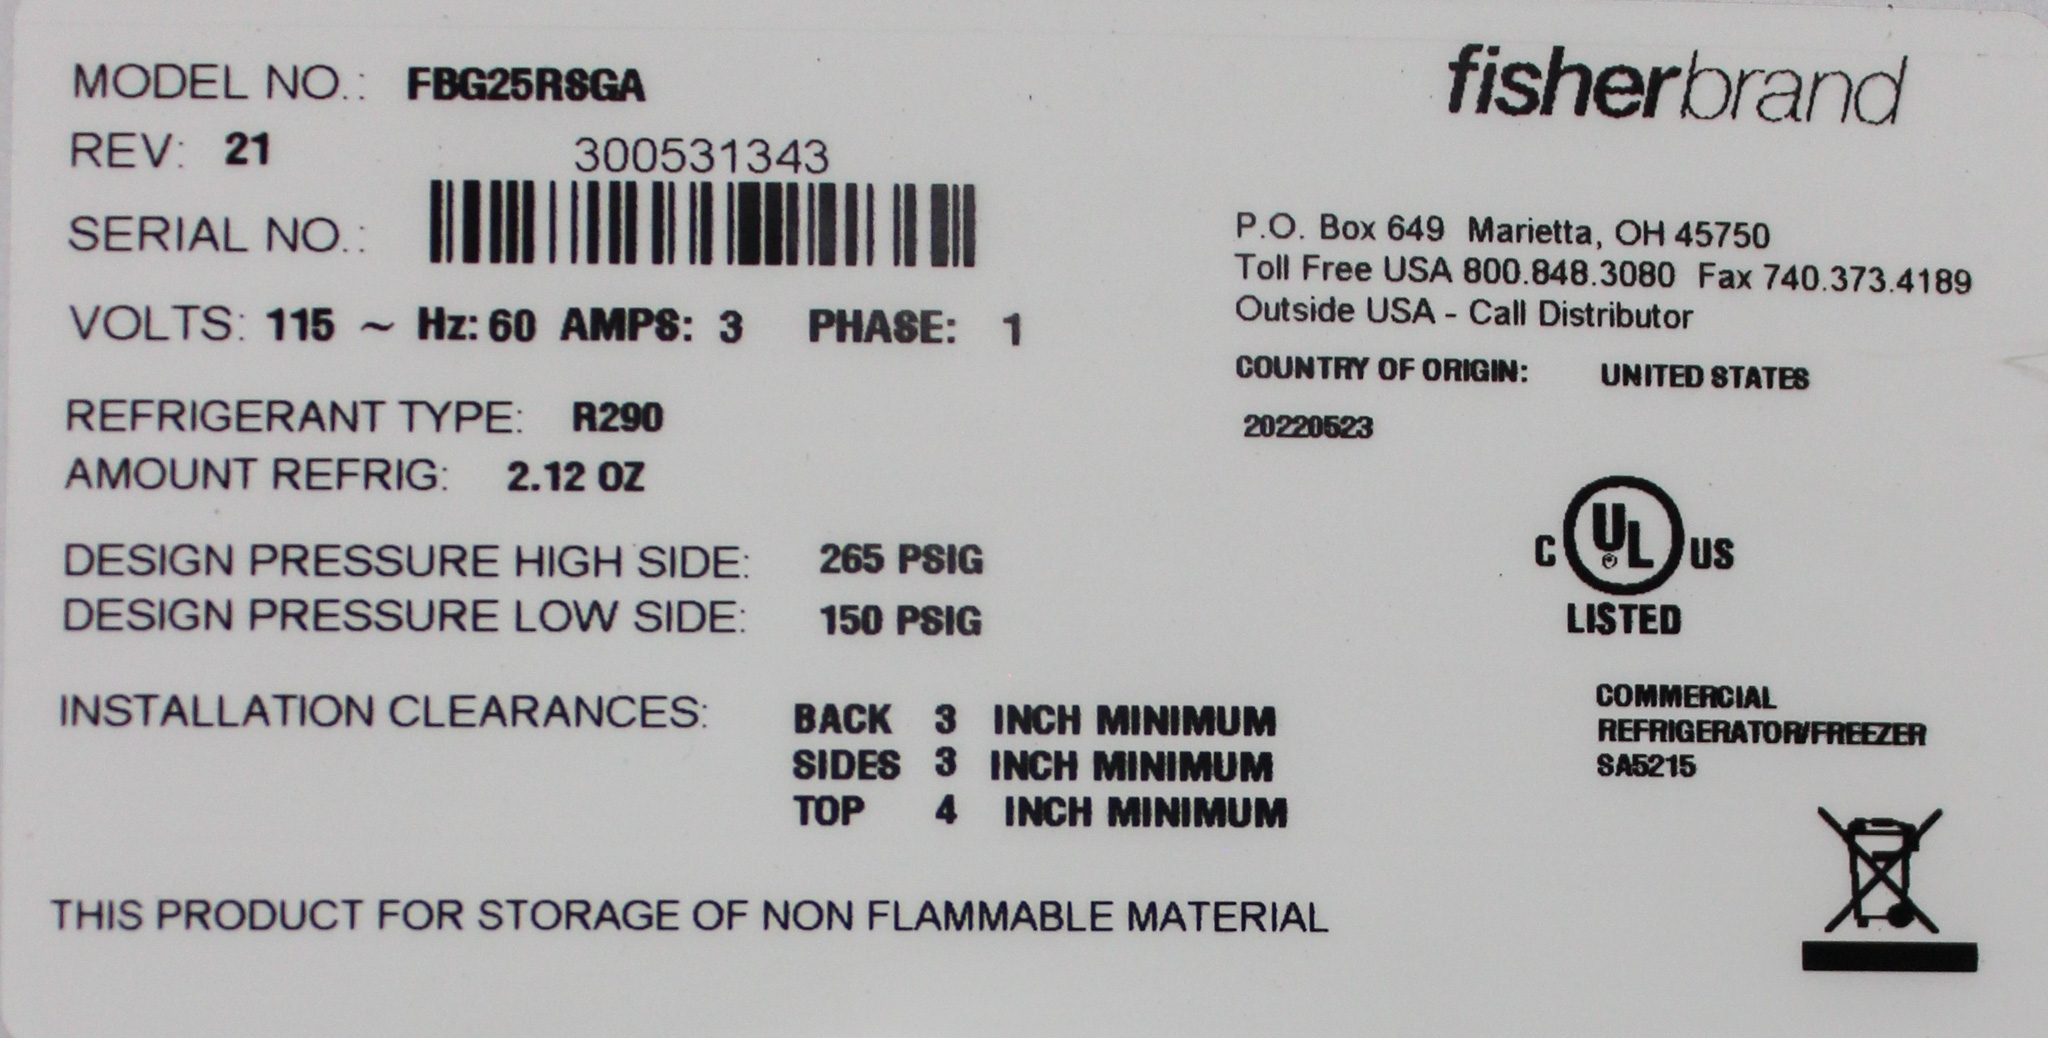 MODEL NO.: FBG25RSGA
REV: 21
300531343
SERIAL NO.:
VOLTS: 115 ~ Hz: 60 AMPS: 3 PHASE: 1
REFRIGERANT TYPE: R290
AMOUNT REFRIG: 2.12 OZ
DESIGN PRESSURE HIGH SIDE: 265 PSIG
DESIGN PRESSURE LOW SIDE: 150 PSIG
INSTALLATION CLEARANCES: BACK 3 INCH MINIMUM
SIDES 3 INCH MINIMUM
TOP 4 INCH MINIMUM
THIS PRODUCT FOR STORAGE OF NON FLAMMABLE MATERIAL
fisherbrand
P.O. Box 649 Marietta, OH 45750
Toll Free USA 800.848.3080 Fax 740.373.4189
Outside USA - Call Distributor
COUNTRY OF ORIGIN: UNITED STATES
20220523
C UL US
LISTED
COMMERCIAL
REFRIGERATOR/FREEZER
SA5215